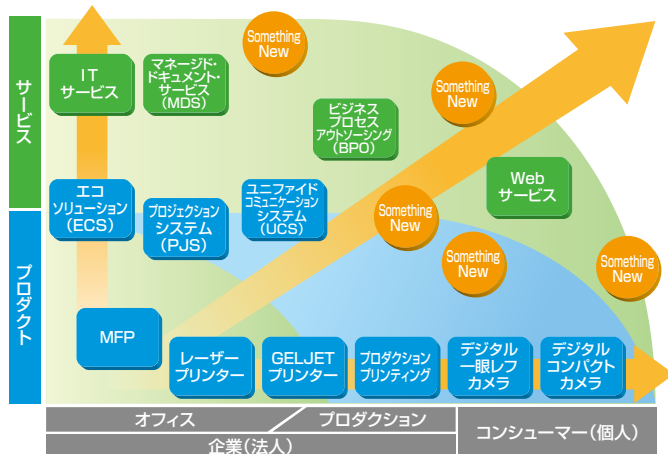 サービス
プロダクト
IT
サービス
マネージド・
ドキュメント・
サービス
(MDS)
Something
New
ビジネス
プロセス
アウトソーシング
(BPO)
Something
New
Web
サービス
エコ
ソリューション
(ECS)
プロジェクション
システム
(PJS)
ユニファイド
コミュニケーション
システム
(UCS)
Something
New
Something
New
Something
New
MFP
レーザー
プリンター
GELJET
プリンター
プロダクション
プリンティング
デジタル
一眼レフ
カメラ
デジタル
コンパクト
カメラ
オフィス
プロダクション
企業(法人)
コンシューマー(個人)